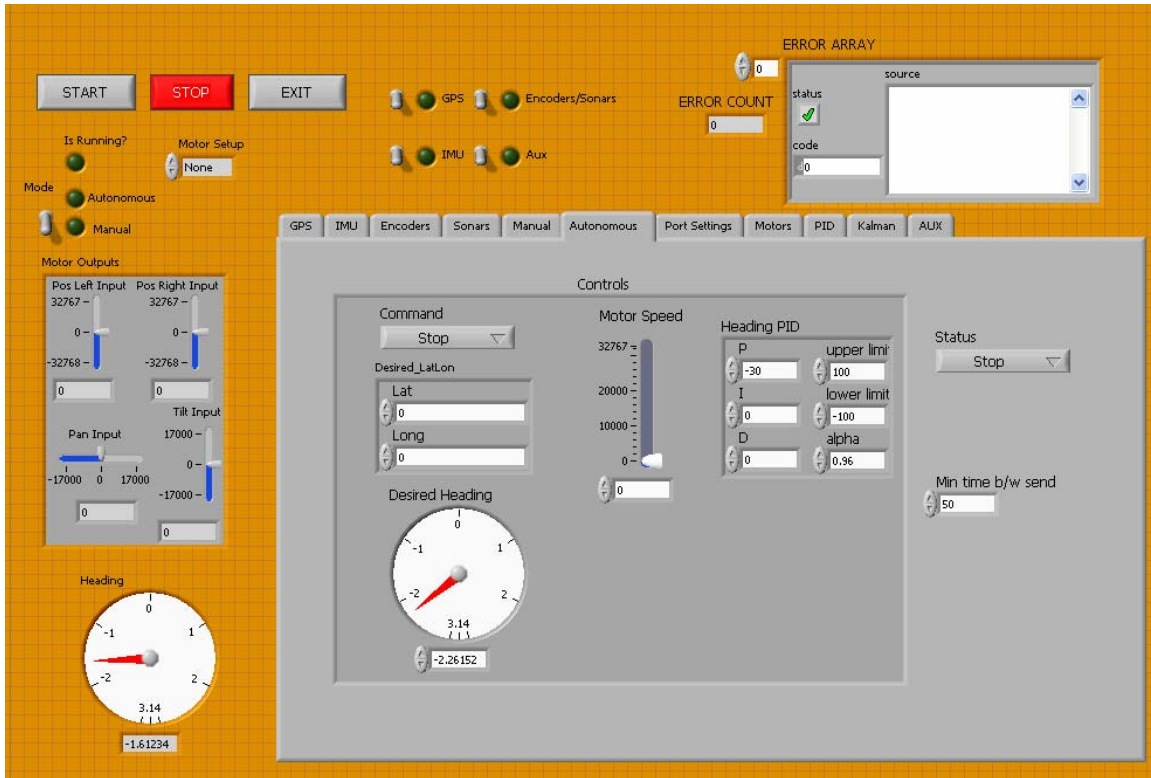 ERROR ARRAY
0
source
START STOP EXIT
GPS Encoders/Sonars
ERROR COUNT
0
status
code
0
Is Running?
Motor Setup
None
IMU Aux
Mode
Autonomous
Manual
GPS IMU Encoders Sonars Manual Autonomous Port Settings Motors PID Kalman AUX
Motor Outputs
Pos Left Input Pos Right Input
32767 32767
0 0
-32768 -32768
0 0
Tilt Input
Pan Input
17000
0
-17000
-17000 0 17000
0
0
Heading
0
-1 1
-2 2
3.14
-1.61234
Controls
Command
Stop
Desired_LatLon
Lat
0
Long
0
Desired Heading
0
-1 1
-2 2
3.14
-2.26152
Motor Speed
32767
20000
10000
0
0
Heading PID
P upper limi
-30 100
I lower limit
0 -100
D alpha
0 0.96
Status
Stop
Min time b/w send
50